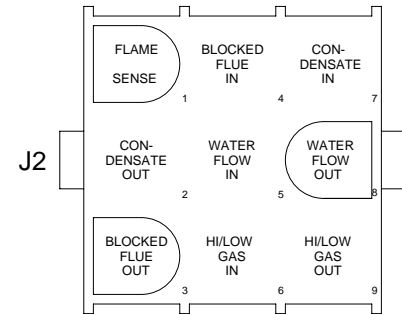 FLAME
SENSE
1
BLOCKED
FLUE
IN
4
CON-
DENSATE
IN
7
J2
CON-
DENSATE
OUT
2
WATER
FLOW
IN
5
WATER
FLOW
OUT
8
BLOCKED
FLUE
OUT
3
HI/LOW
GAS
IN
6
HI/LOW
GAS
OUT
9